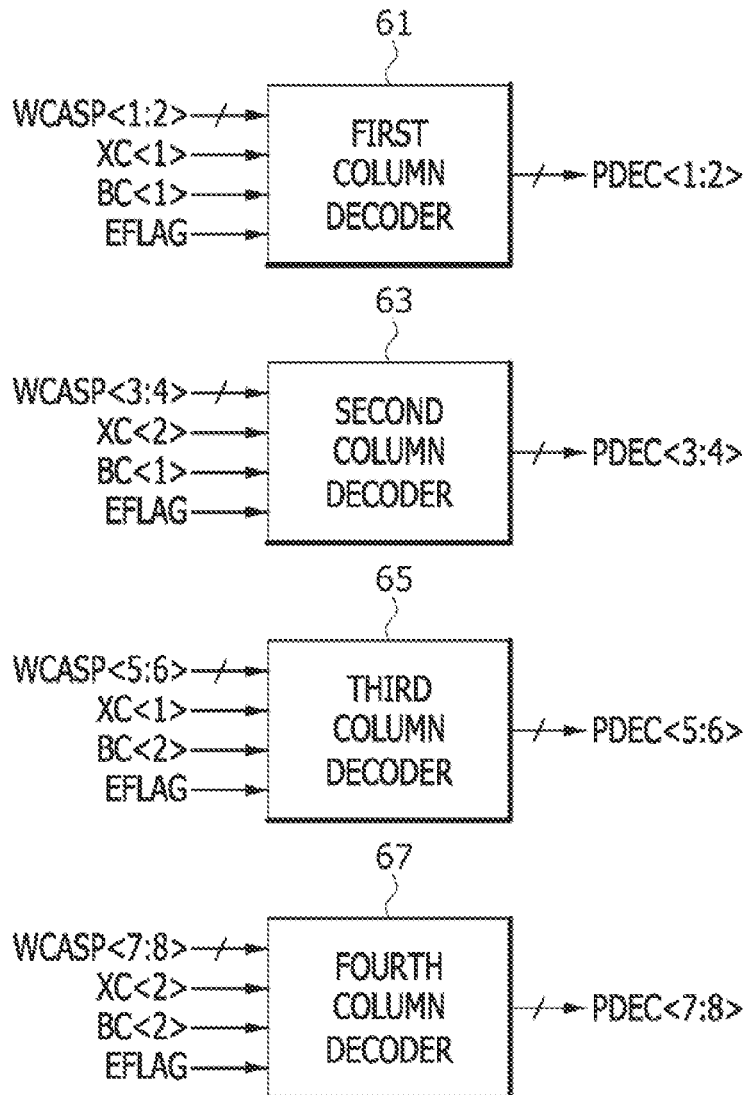 61
WCASP<1:2>
XC<1>
BC<1>
EFLAG
FIRST
COLUMN
DECODER
PDEC<1:2>
63
WCASP<3:4>
XC<2>
BC<1>
EFLAG
SECOND
COLUMN
DECODER
PDEC<3:4>
65
WCASP<5:6>
XC<1>
BC<2>
EFLAG
THIRD
COLUMN
DECODER
PDEC<5:6>
67
WCASP<7:8>
XC<2>
BC<2>
EFLAG
FOURTH
COLUMN
DECODER
PDEC<7:8>